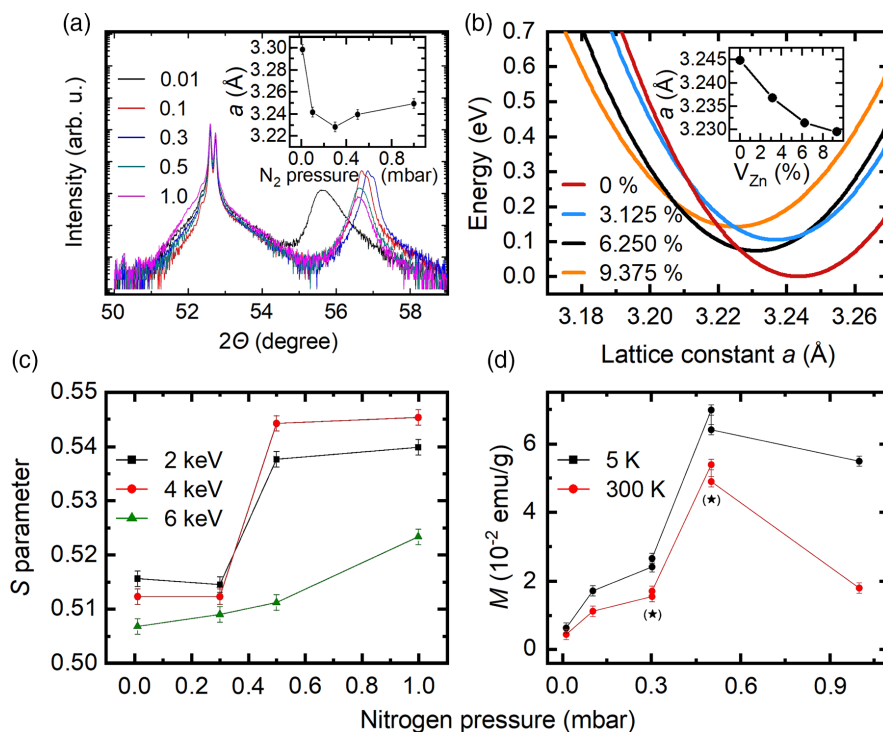 (a)
Intensity (arb. u.)
0.01
0.1
0.3
0.5
1.0
a (Å)
3.30
3.28
3.26
3.24
3.22
0.0 0.5 1.0
N2 pressure (mbar)
50 52 54 56 58
2Θ (degree)
(b)
Energy (eV)
0.7
0.6
0.5
0.4
0.3
0.2
0.1
0.0
0 %
3.125 %
6.250 %
9.375 %
a (Å)
3.245
3.240
3.235
3.230
0 2 4 6 8
VZn (%)
3.18 3.20 3.22 3.24 3.26
Lattice constant a (Å)
(c)
S parameter
0.55
0.54
0.53
0.52
0.51
0.50
2 keV
4 keV
6 keV
0.0 0.2 0.4 0.6 0.8 1.0
(d)
M (10-2 emu/g)
6
4
2
0
5 K
300 K
(★)
(★)
0.0 0.3 0.6 0.9
Nitrogen pressure (mbar)